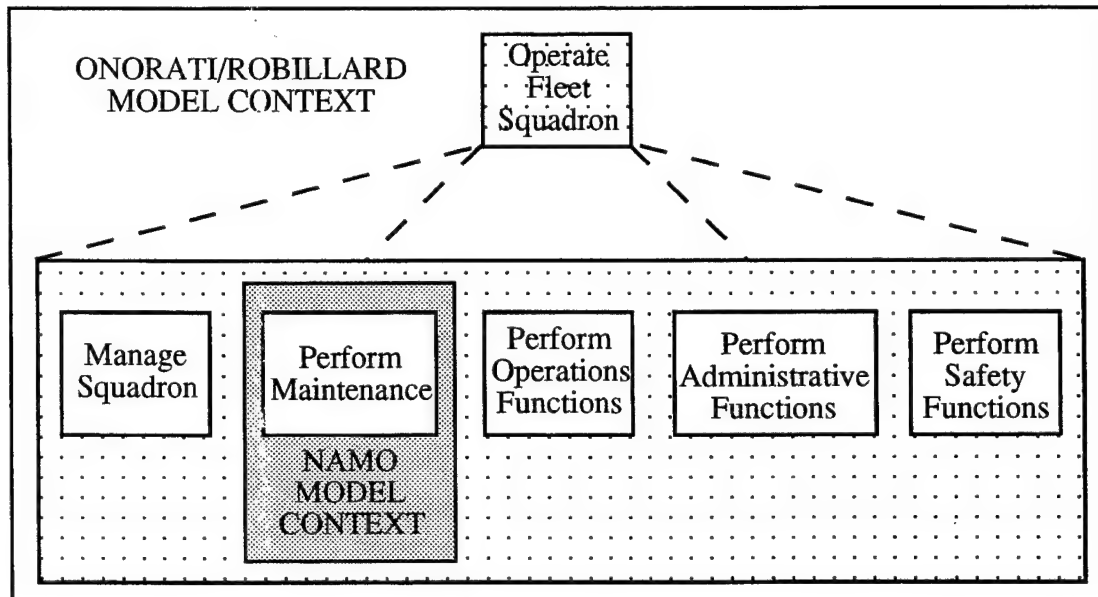 ONORATI/ROBILLARD
MODEL CONTEXT
Operate
Fleet
Squadron
Manage
Squadron
Perform
Maintenance
NAMO
MODEL
CONTEXT
Perform
Operations
Functions
Perform
Administrative
Functions
Perform
Safety
Functions